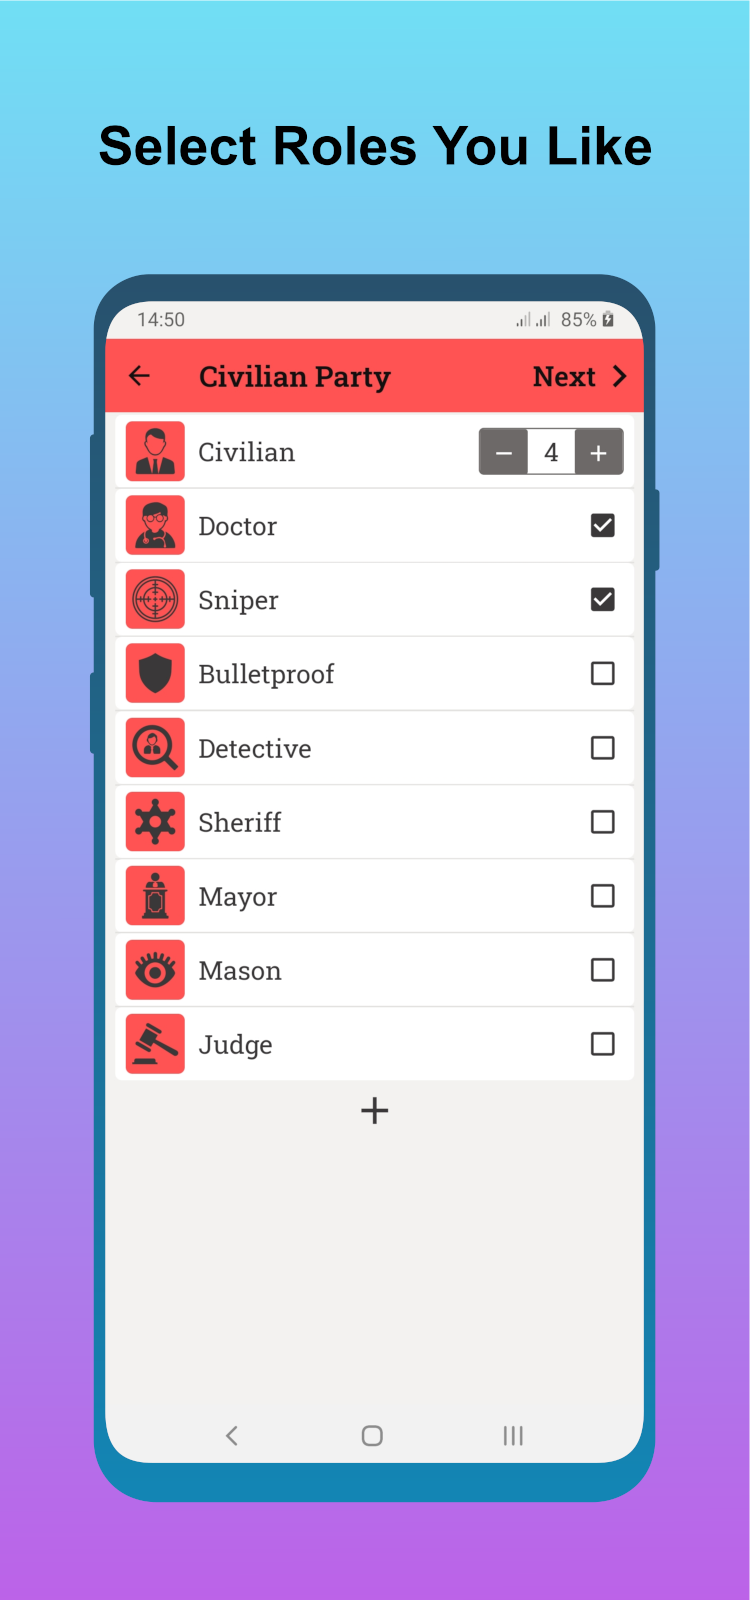 Select Roles You Like
14:50 85%
Civilian Party Next
Civilian − 4 +
Doctor
Sniper
Bulletproof
Detective
Sheriff
Mayor
Mason
Judge
+